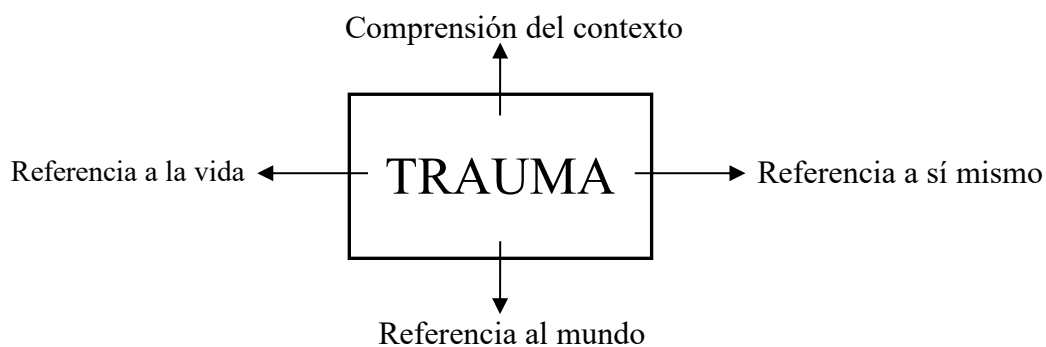 Comprensión del contexto
Referencia a la vida
TRAUMA
Referencia a sí mismo
Referencia al mundo